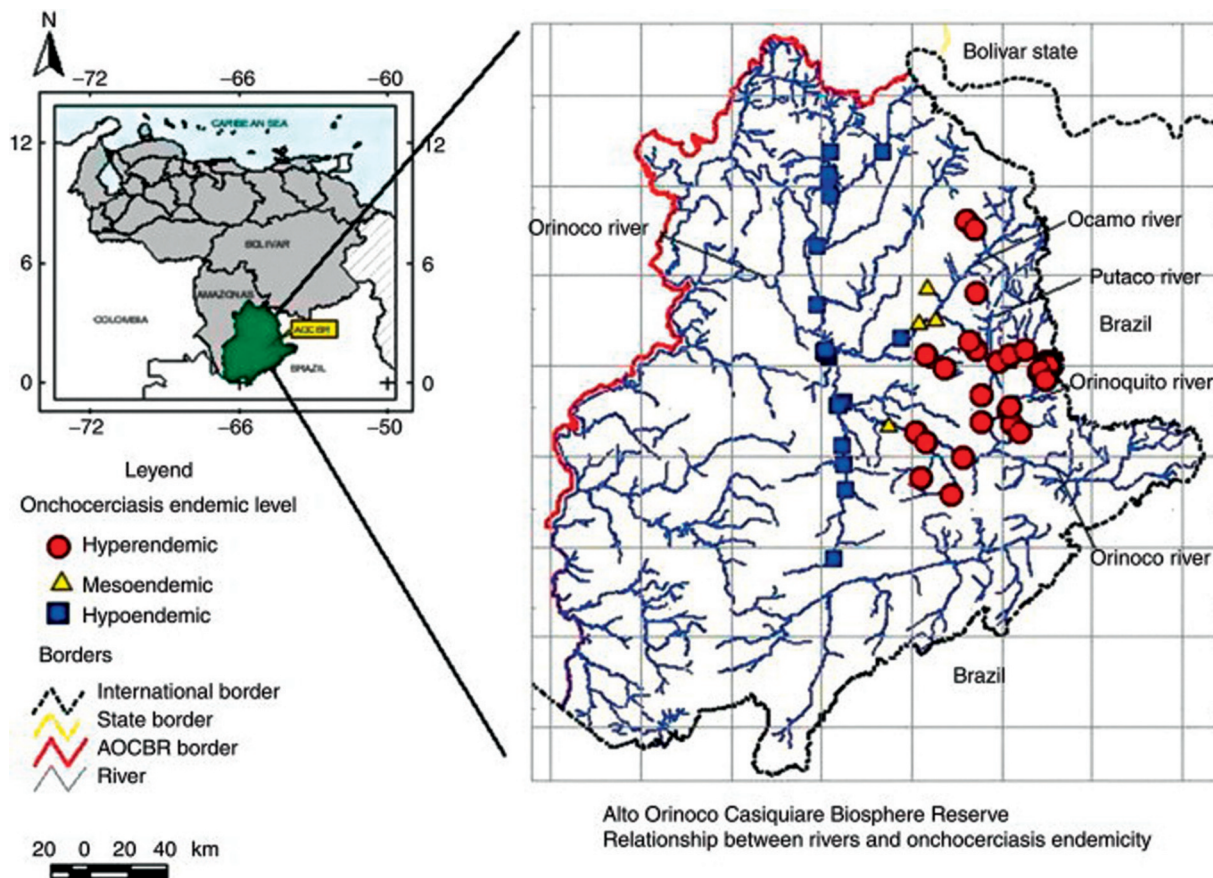 N
−72
−66
−60
12
12
6
6
0
0
−72
−66
−50
CARIBEAN SEA
BOLIVAR
AMAZONAS
COLOMBIA
AOCBR
BRAZIL
Leyend
Onchocerciasis endemic level
Hyperendemic
Mesoendemic
Hypoendemic
Borders
International border
State border
AOCBR border
River
20 0 20 40 km
Bolivar state
Orinoco river
Ocamo river
Putaco river
Brazil
Orinoquito river
Orinoco river
Brazil
Alto Orinoco Casiquiare Biosphere Reserve
Relationship between rivers and onchocerciasis endemicity